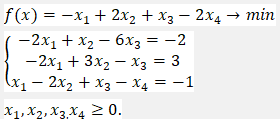 f(x) = −x₁ + 2x₂ + x₃ − 2x₄ → min
−2x₁ + x₂ − 6x₃ = −2
−2x₁ + 3x₂ − x₃ = 3
x₁ − 2x₂ + x₃ − x₄ = −1
x₁, x₂, x₃, x₄ ≥ 0.